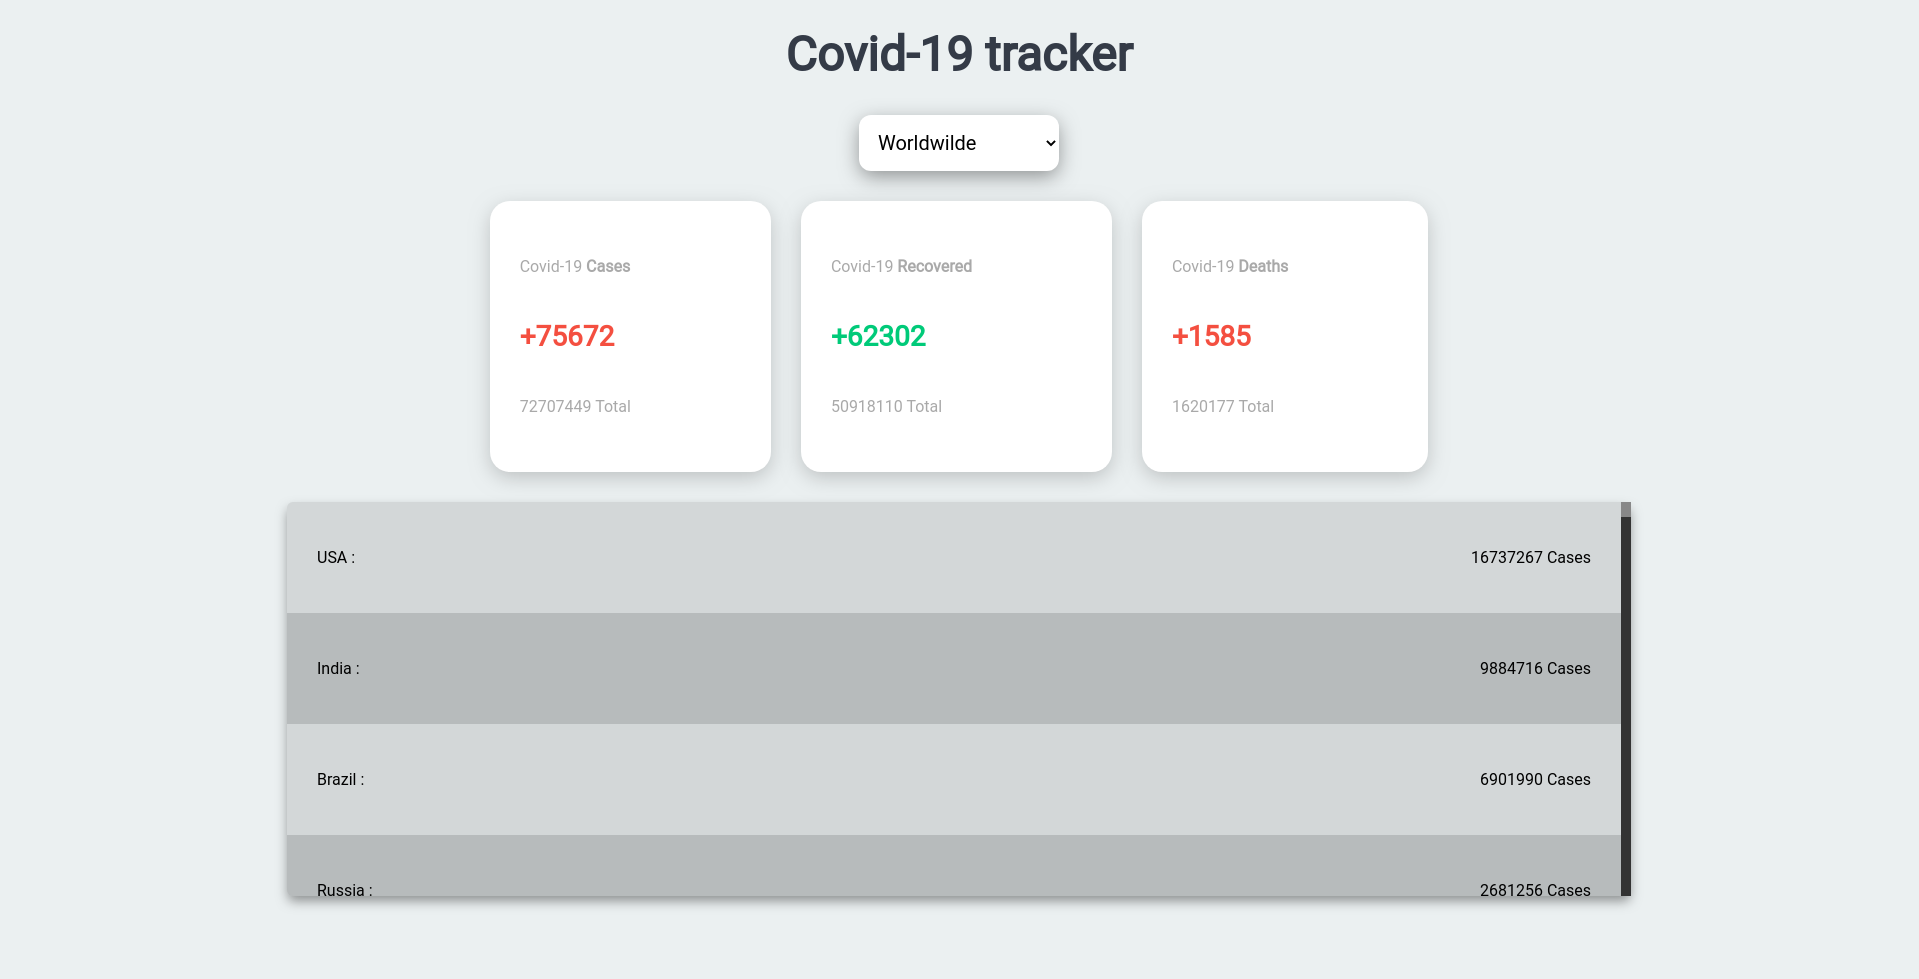 Covid-19 tracker
Worldwilde
Covid-19 Cases
+75672
72707449 Total
Covid-19 Recovered
+62302
50918110 Total
Covid-19 Deaths
+1585
1620177 Total
USA : 16737267 Cases
India : 9884716 Cases
Brazil : 6901990 Cases
Russia : 2681256 Cases